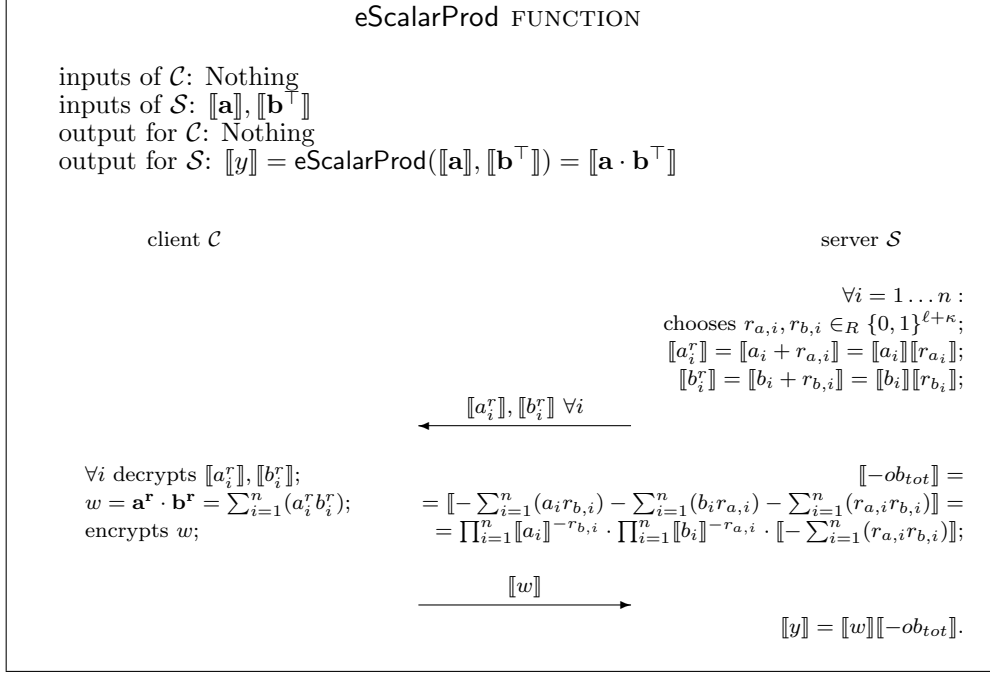 eScalarProd FUNCTION
inputs of 𝒞: Nothing
inputs of 𝒮: ⟦𝐚⟧, ⟦𝐛^⊤⟧
output for 𝒞: Nothing
output for 𝒮: ⟦y⟧ = eScalarProd(⟦𝐚⟧, ⟦𝐛^⊤⟧) = ⟦𝐚 · 𝐛^⊤⟧
client 𝒞 server 𝒮
∀i = 1 … n :
chooses r_{a,i}, r_{b,i} ∈_R {0, 1}^{ℓ+κ};
⟦a_i^r⟧ = ⟦a_i + r_{a,i}⟧ = ⟦a_i⟧⟦r_{a_i}⟧;
⟦b_i^r⟧ = ⟦b_i + r_{b,i}⟧ = ⟦b_i⟧⟦r_{b_i}⟧;
⟦a_i^r⟧, ⟦b_i^r⟧ ∀i
∀i decrypts ⟦a_i^r⟧, ⟦b_i^r⟧; ⟦−ob_{tot}⟧ =
w = 𝐚^𝐫 · 𝐛^𝐫 = ∑_{i=1}^n (a_i^r b_i^r); = ⟦− ∑_{i=1}^n (a_i r_{b,i}) − ∑_{i=1}^n (b_i r_{a,i}) − ∑_{i=1}^n (r_{a,i} r_{b,i})⟧ =
encrypts w; = ∏_{i=1}^n ⟦a_i⟧^{−r_{b,i}} · ∏_{i=1}^n ⟦b_i⟧^{−r_{a,i}} · ⟦− ∑_{i=1}^n (r_{a,i} r_{b,i})⟧;
⟦w⟧
⟦y⟧ = ⟦w⟧⟦−ob_{tot}⟧.